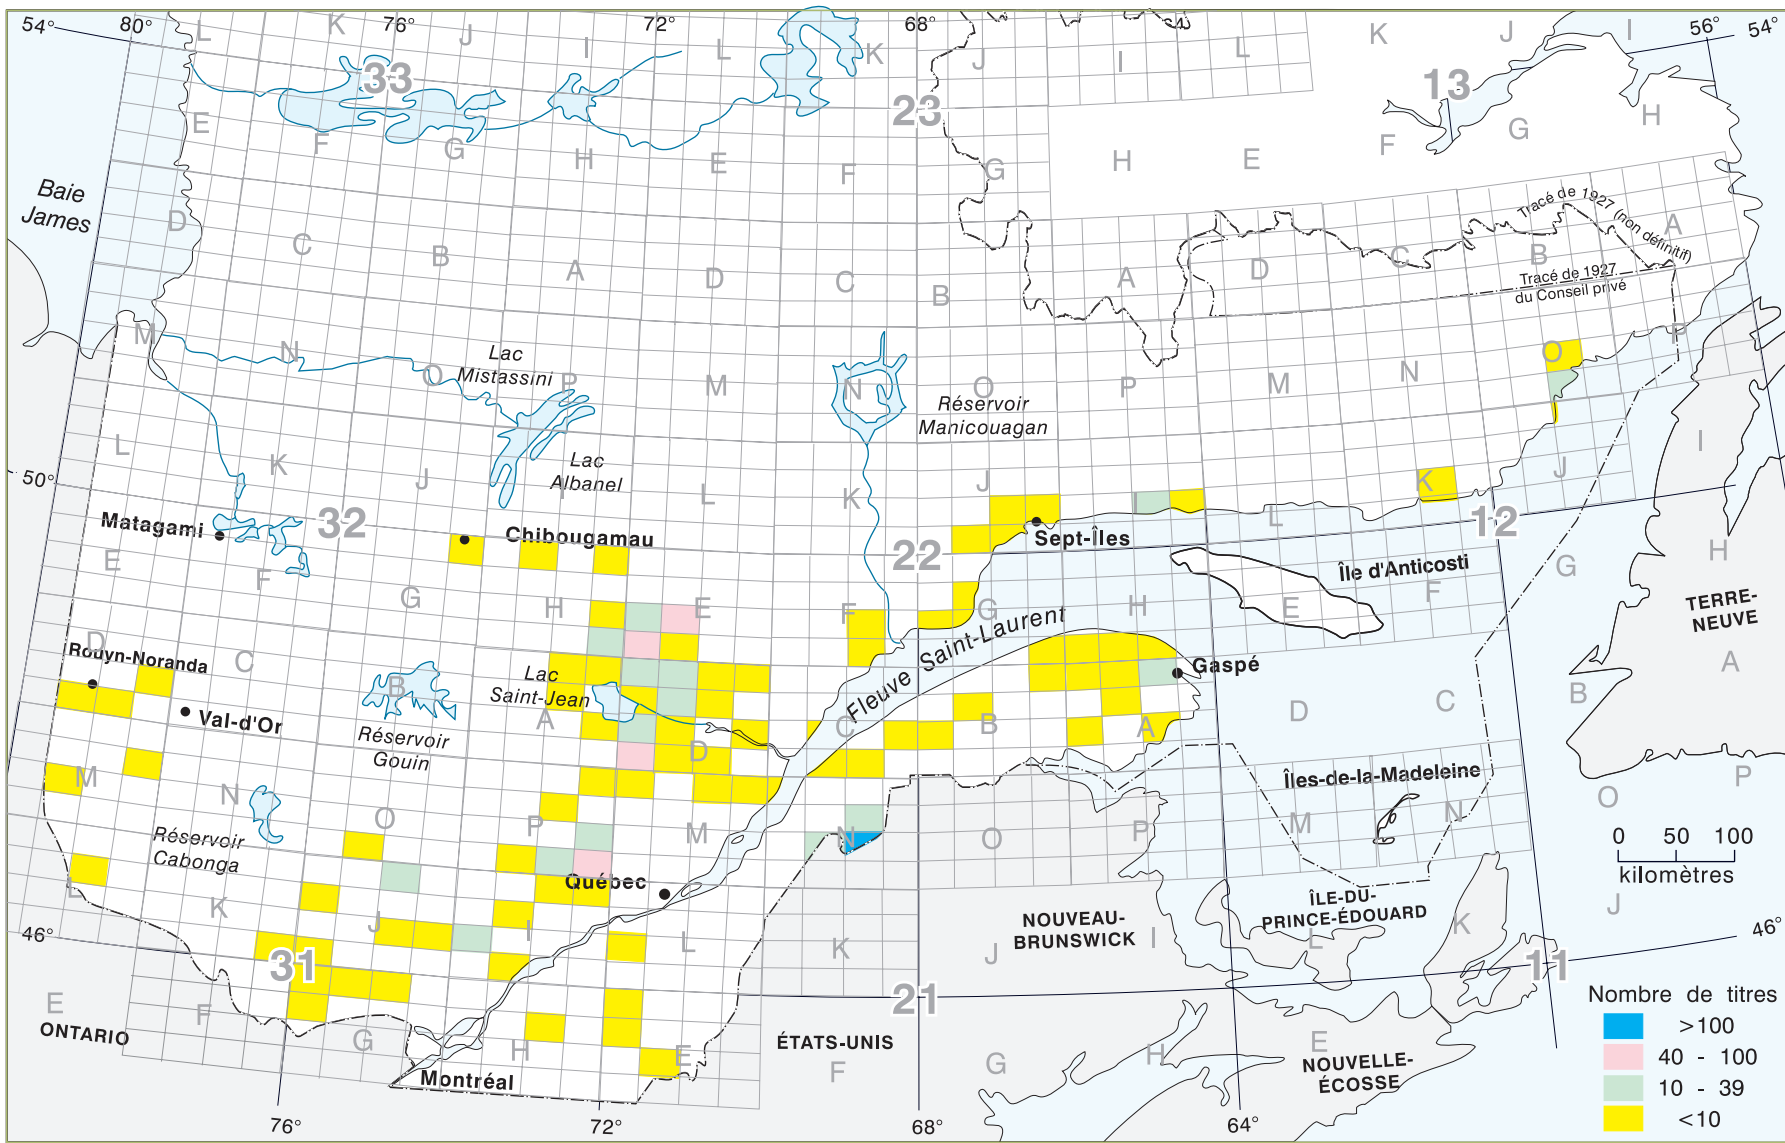 54° 80° 76° 72° 68° 56° 54°
L K J I L K J I L K J I
33 23 13
E F G H E F G H E F G H
Baie
James
D C B A D C B A D C B A
Tracé de 1927 (non définitif)
Tracé de 1927
du Conseil privé
M N O P M N O P M N O P
Lac
Mistassini
Réservoir
Manicouagan
L K J I L K J I L K J I
Lac
Albanel
50°
Matagami
32
Chibougamau
22
Sept-Îles
12
Île d'Anticosti
E F G H E F G H E F G H
TERRE-
NEUVE
Fleuve Saint-Laurent
D C B A D C B A D C B A
Rouyn-Noranda
Lac
Saint-Jean
Gaspé
Val-d'Or
Réservoir
Gouin
Îles-de-la-Madeleine
M N O P M N O P M N O P
Réservoir
Cabonga
0 50 100
kilomètres
Québec
L K J I L K J I L K J
NOUVEAU-
BRUNSWICK
ÎLE-DU-
PRINCE-ÉDOUARD
46° 46°
31 21 11
E F G H E F G H E
ONTARIO
ÉTATS-UNIS
NOUVELLE-
ÉCOSSE
Montréal
Nombre de titres
>100
40 - 100
10 - 39
<10
76° 72° 68° 64°